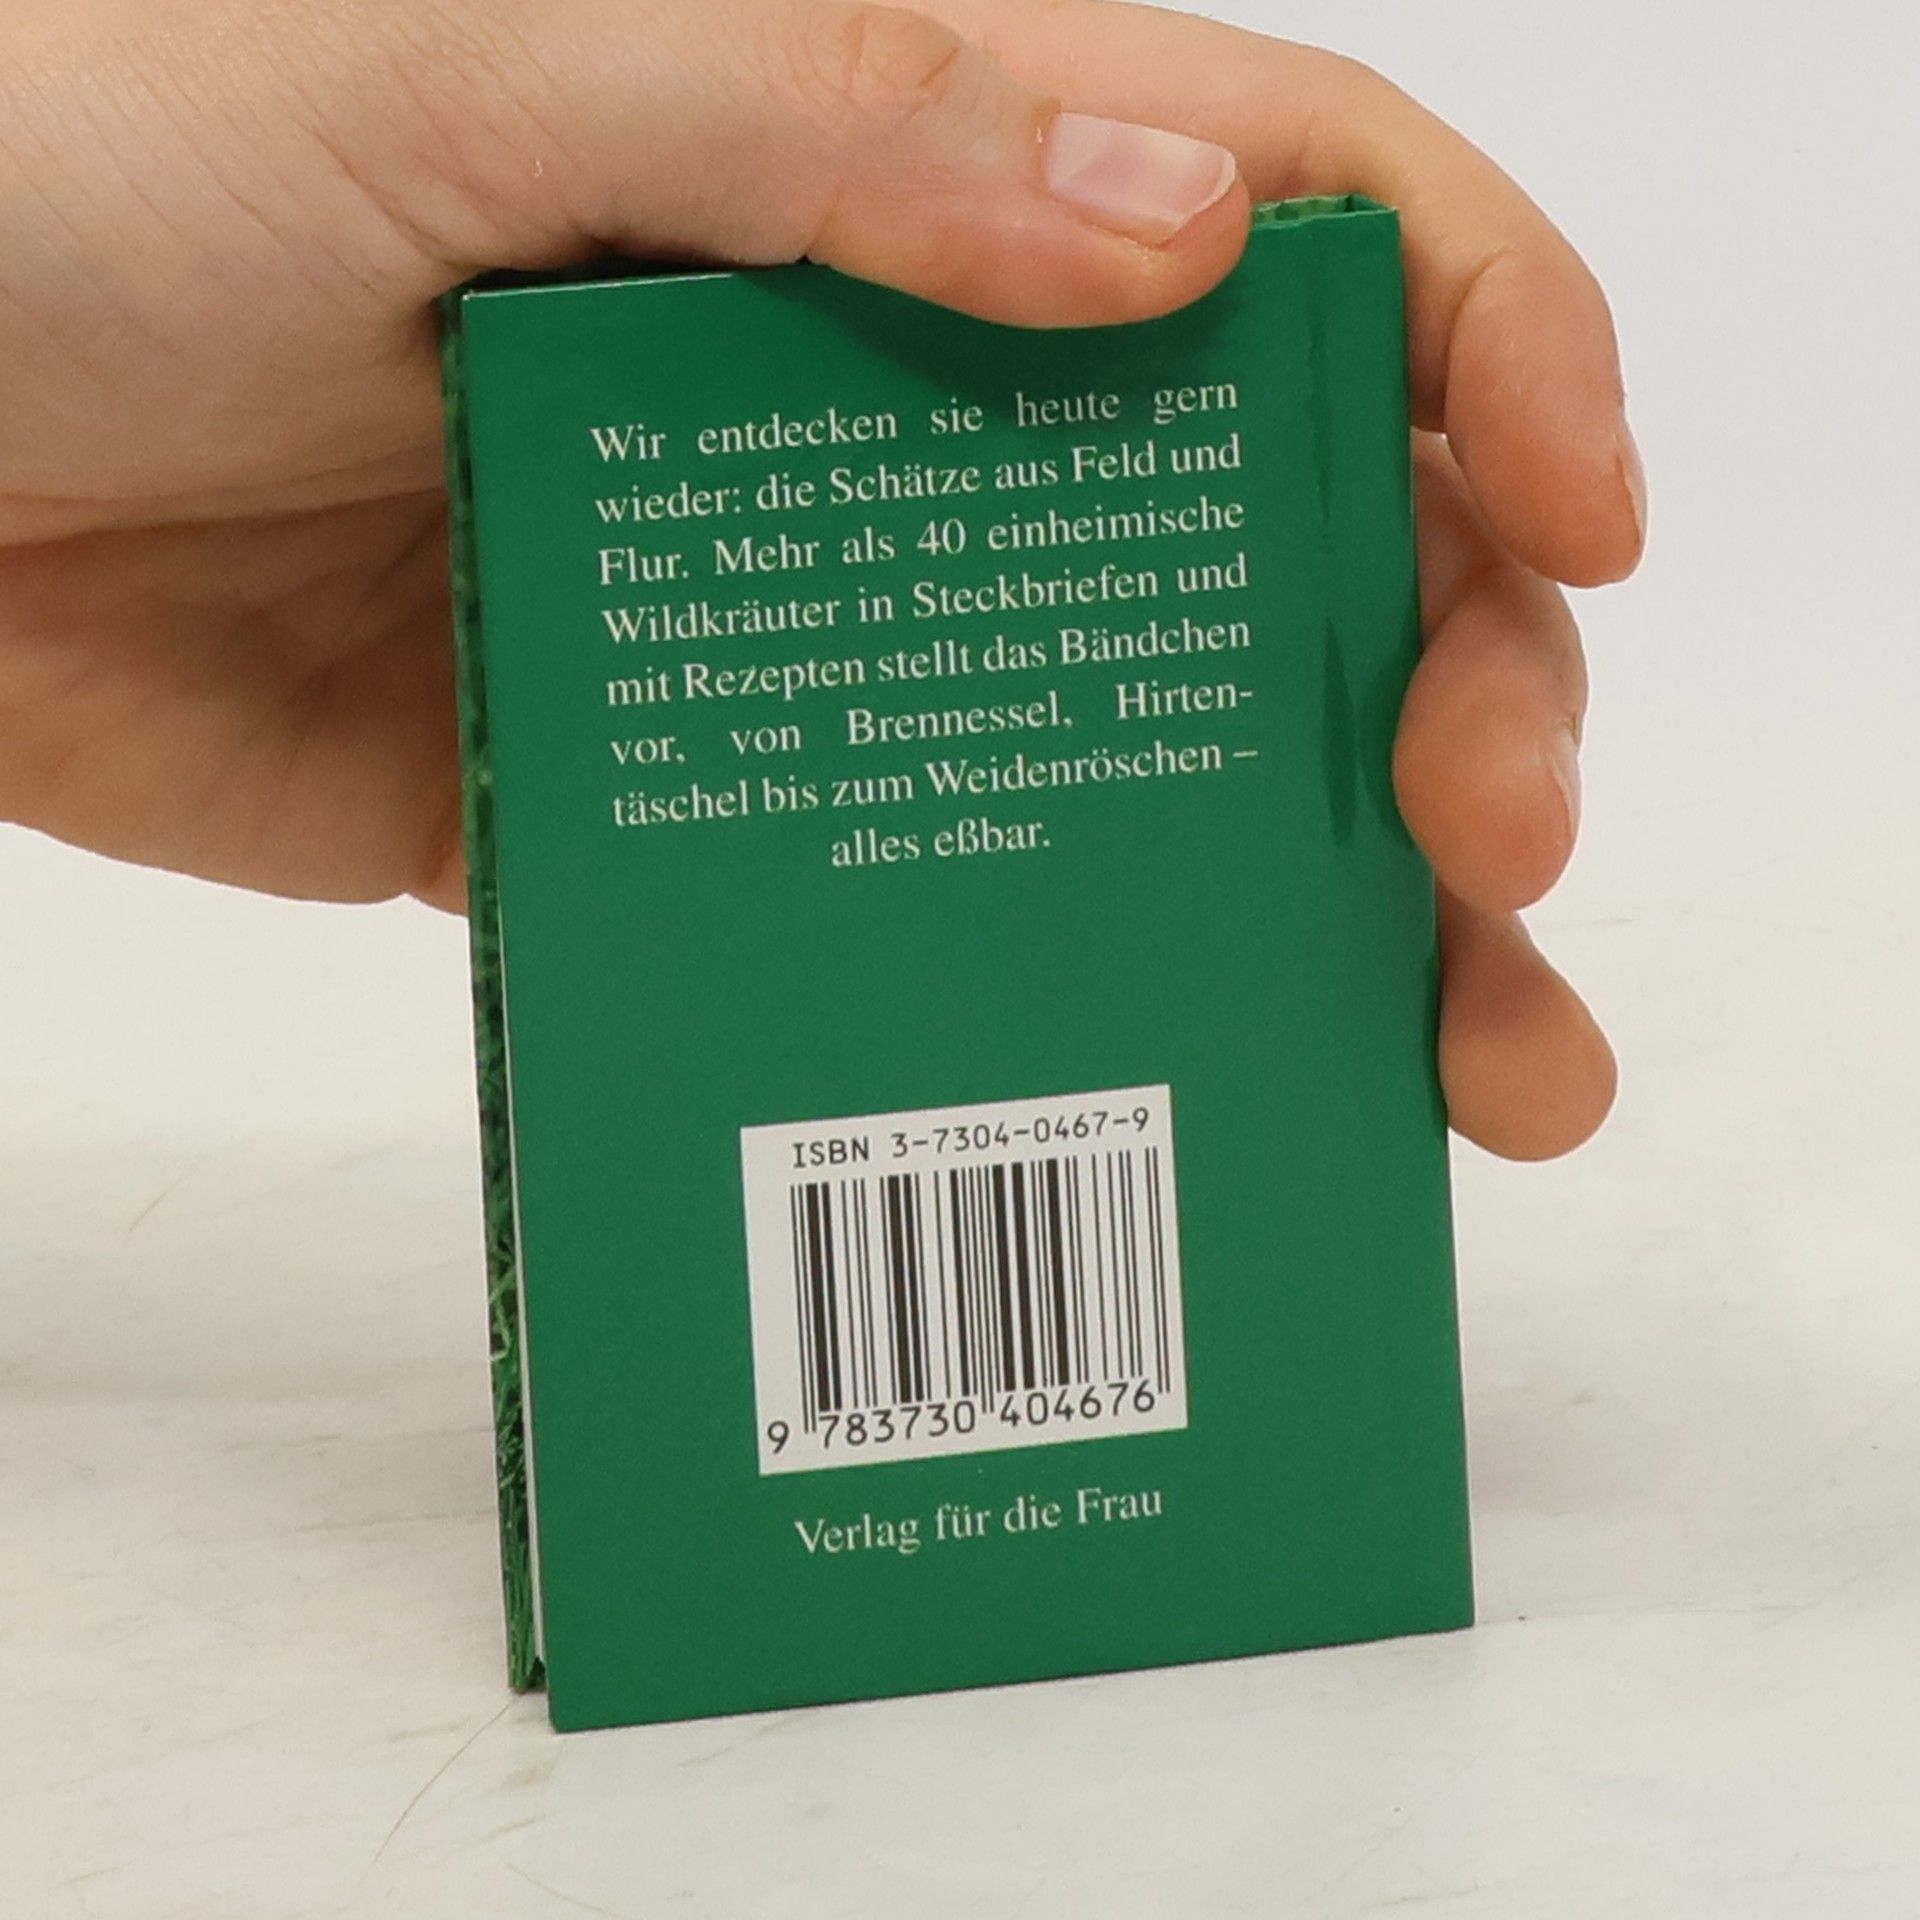 Wir entdecken sie heute gern
wieder: die Schätze aus Feld und
Flur. Mehr als 40 einheimische
Wildkräuter in Steckbriefen und
mit Rezepten stellt das Bändchen
vor, von Brennessel, Hirten-
täschel bis zum Weidenröschen –
alles eßbar.
ISBN 3-7304-0467-9
9 783730 404676
Verlag für die Frau